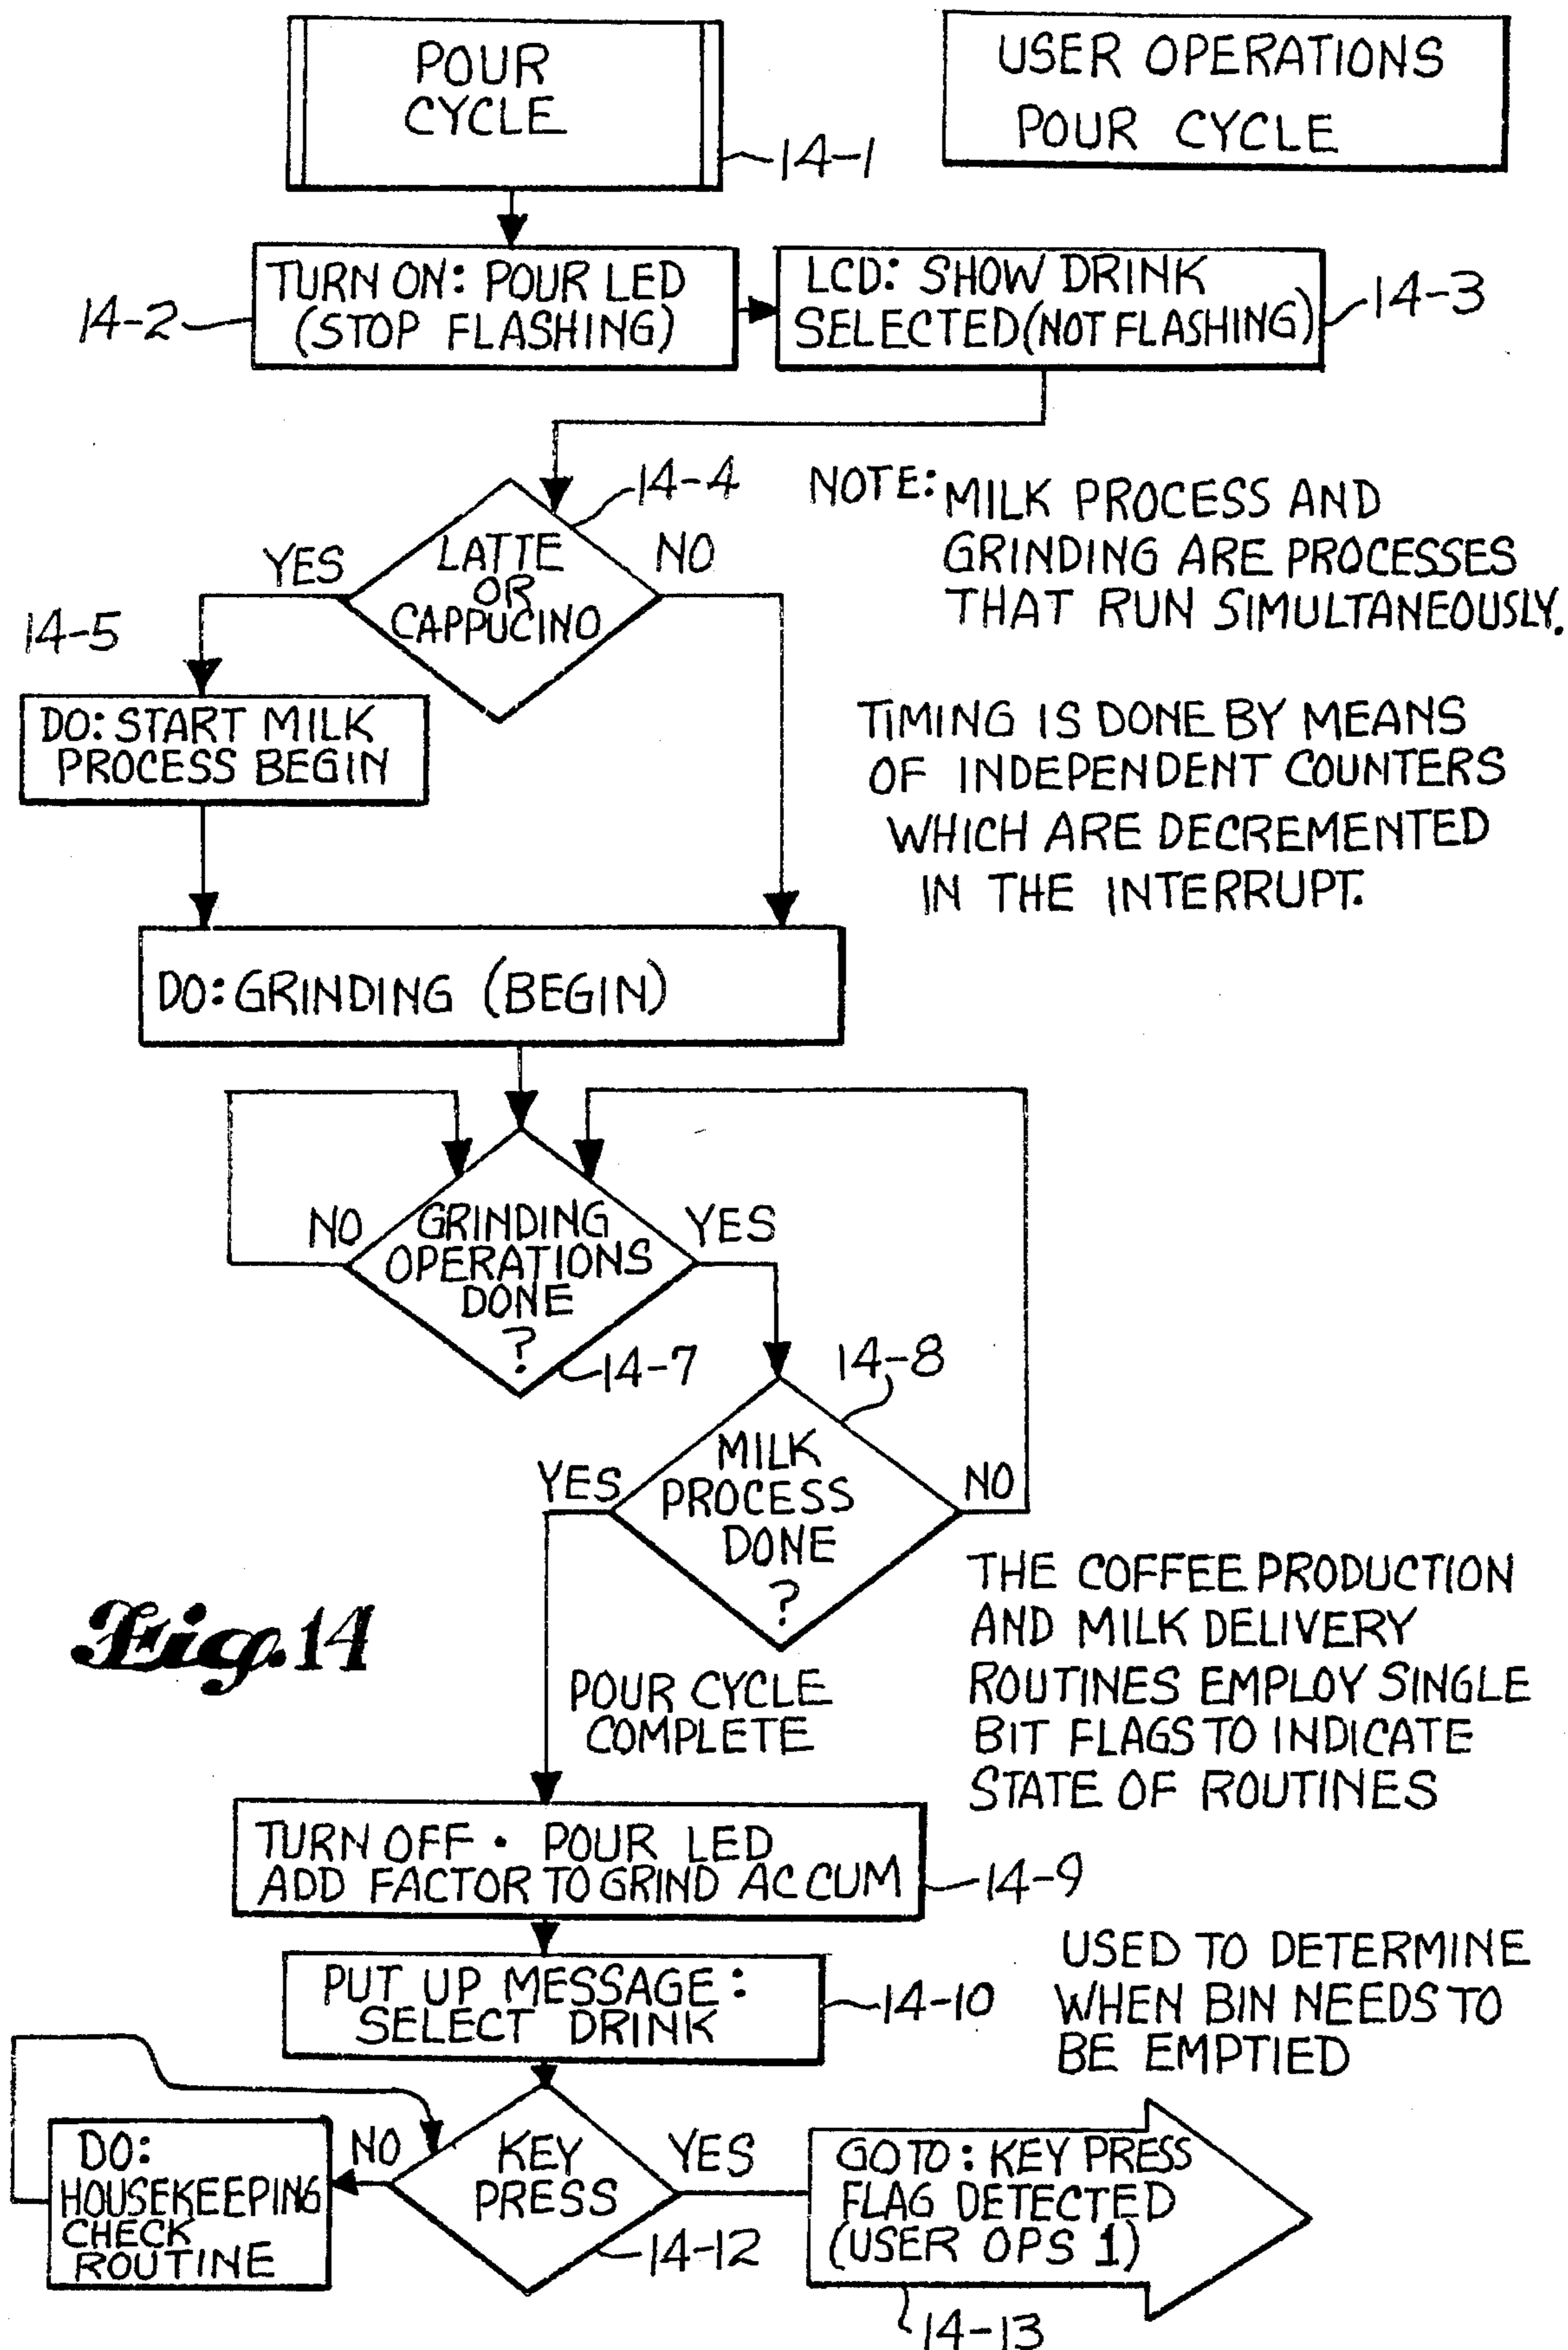 POUR
CYCLE
14-1
USER OPERATIONS
POUR CYCLE
TURN ON: POUR LED
(STOP FLASHING)
14-2
LCD: SHOW DRINK
SELECTED (NOT FLASHING)
14-3
14-4
LATTE
OR
CAPPUCINO
YES
NO
NOTE: MILK PROCESS AND
GRINDING ARE PROCESSES
THAT RUN SIMULTANEOUSLY.
14-5
DO: START MILK
PROCESS BEGIN
TIMING IS DONE BY MEANS
OF INDEPENDENT COUNTERS
WHICH ARE DECREMENTED
IN THE INTERRUPT.
DO: GRINDING (BEGIN)
NO
GRINDING
OPERATIONS
DONE
?
YES
14-7
14-8
YES
MILK
PROCESS
DONE
?
NO
Fig. 14
POUR CYCLE
COMPLETE
THE COFFEE PRODUCTION
AND MILK DELIVERY
ROUTINES EMPLOY SINGLE
BIT FLAGS TO INDICATE
STATE OF ROUTINES
TURN OFF · POUR LED
ADD FACTOR TO GRIND ACCUM
14-9
PUT UP MESSAGE:
SELECT DRINK
14-10
USED TO DETERMINE
WHEN BIN NEEDS TO
BE EMPTIED
DO:
HOUSEKEEPING
CHECK
ROUTINE
NO
KEY
PRESS
YES
14-12
GO TO: KEY PRESS
FLAG DETECTED
(USER OPS 1)
14-13